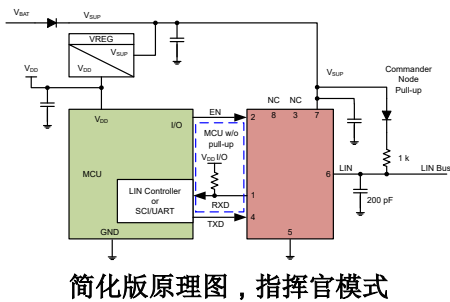 VBAT
VSUP
VREG
VSUP
VDD
VDD
VSUP
Commander
Node
Pull-up
NC NC
8 3 7
VDD
I/O
EN
2
MCU w/o
pull-up
VDD I/O
MCU
1 k
LIN
LIN Bus
6
LIN Controller
or
SCI/UART
RXD
1
TXD
4
200 pF
GND
5
简化版原理图，指挥官模式